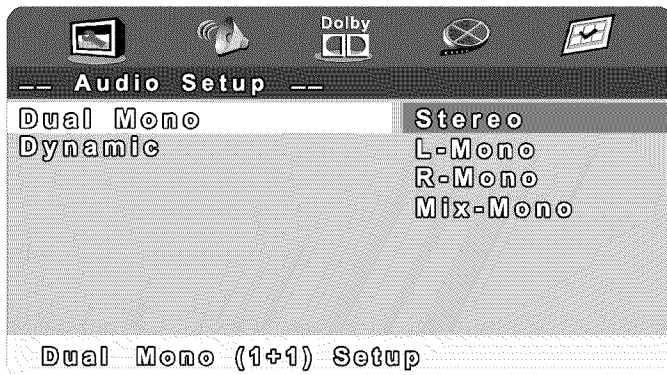 Dolby
-- Audio Setup --
Dual Mono
Stereo
Dynamic
L-Mono
R-Mono
Mix-Mono
Dual Mono (1+1) Setup